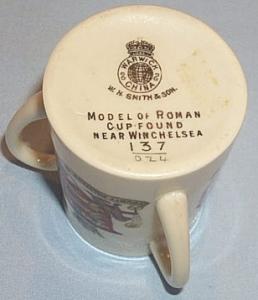 WARWICK
CHINA
W. H. SMITH & SON.
MODEL OF ROMAN
CUP FOUND
NEAR WINCHELSEA
137
024